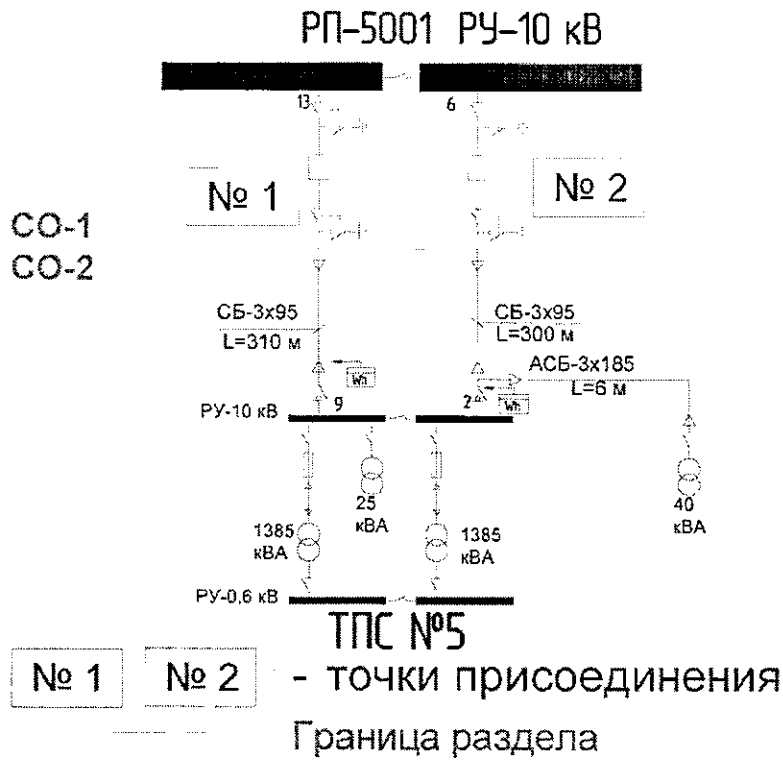 РП-5001 РУ-10 кВ
13
6
№ 1
№ 2
СО-1
СО-2
СБ-3х95
L=310 м
СБ-3х95
L=300 м
АСБ-3х185
L=6 м
Wh
Wh
РУ-10 кВ
9
2
25
кВА
40
кВА
1385
кВА
1385
кВА
РУ-0,6 кВ
ТПС №5
№ 1 № 2 - точки присоединения
Граница раздела